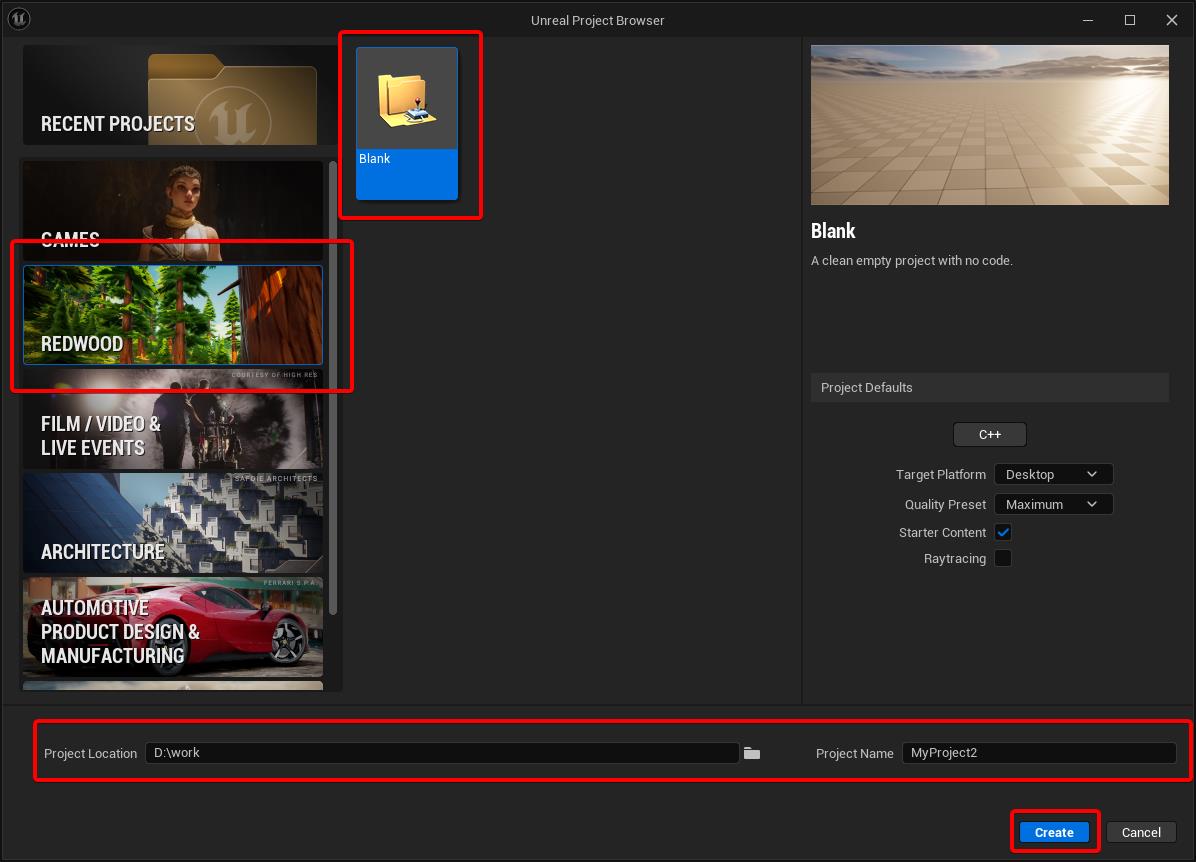 Unreal Project Browser
RECENT PROJECTS
GAMES
REDWOOD
COURTESY OF HIGH RES
FILM / VIDEO &
LIVE EVENTS
SAFDIE ARCHITECTS
ARCHITECTURE
FERRARI S.P.A.
AUTOMOTIVE
PRODUCT DESIGN &
MANUFACTURING
Blank
Blank
A clean empty project with no code.
Project Defaults
C++
Target Platform Desktop
Quality Preset Maximum
Starter Content
Raytracing
Project Location D:\work Project Name MyProject2
Create Cancel